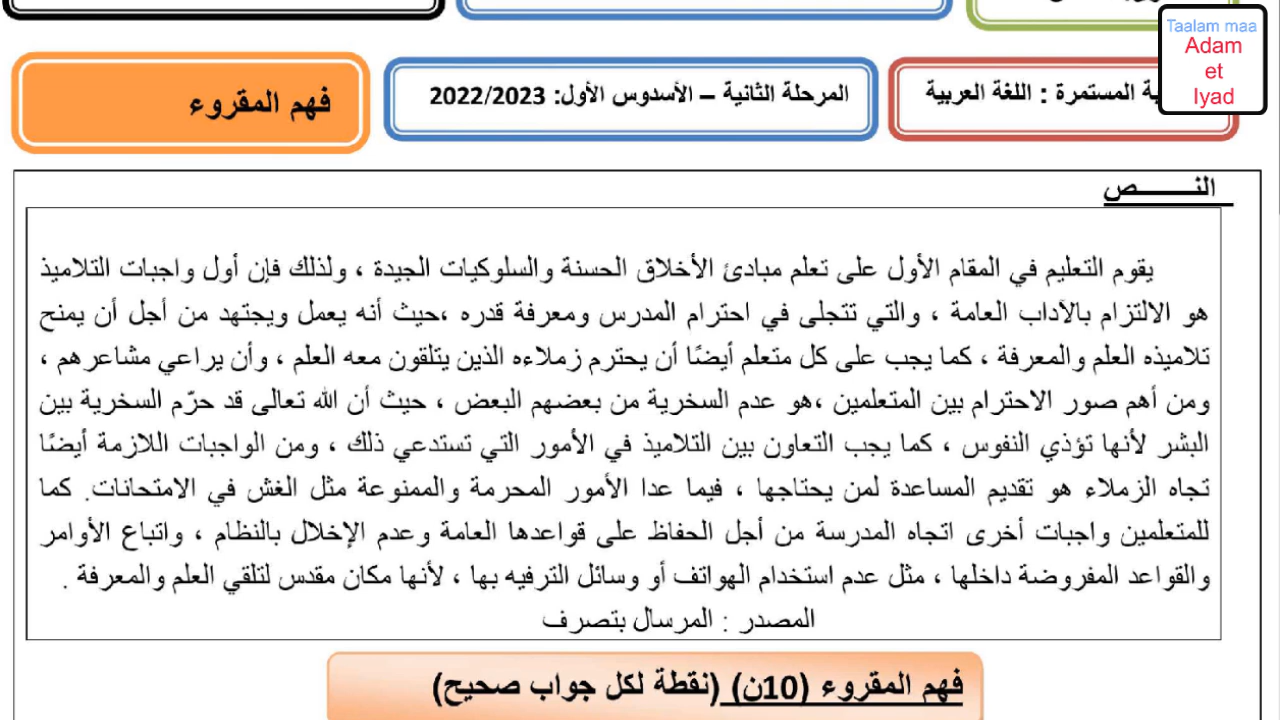 Taalam maa
Adam
et
Iyad
المستمرة : اللغة العربية
المرحلة الثانية – الأسدوس الأول: 2022/2023
فهم المقروء
النـــــــص
يقوم التعليم في المقام الأول على تعلم مبادئ الأخلاق الحسنة والسلوكيات الجيدة ، ولذلك فإن أول واجبات التلاميذ
هو الالتزام بالآداب العامة ، والتي تتجلى في احترام المدرس ومعرفة قدره ،حيث أنه يعمل ويجتهد من أجل أن يمنح
تلاميذه العلم والمعرفة ، كما يجب على كل متعلم أيضًا أن يحترم زملاءه الذين يتلقون معه العلم ، وأن يراعي مشاعرهم ،
ومن أهم صور الاحترام بين المتعلمين ،هو عدم السخرية من بعضهم البعض ، حيث أن الله تعالى قد حرّم السخرية بين
البشر لأنها تؤذي النفوس ، كما يجب التعاون بين التلاميذ في الأمور التي تستدعي ذلك ، ومن الواجبات اللازمة أيضًا
تجاه الزملاء هو تقديم المساعدة لمن يحتاجها ، فيما عدا الأمور المحرمة والممنوعة مثل الغش في الامتحانات. كما
للمتعلمين واجبات أخرى اتجاه المدرسة من أجل الحفاظ على قواعدها العامة وعدم الإخلال بالنظام ، واتباع الأوامر
والقواعد المفروضة داخلها ، مثل عدم استخدام الهواتف أو وسائل الترفيه بها ، لأنها مكان مقدس لتلقي العلم والمعرفة .
المصدر : المرسال بتصرف
فهم المقروء (10ن) (نقطة لكل جواب صحيح)